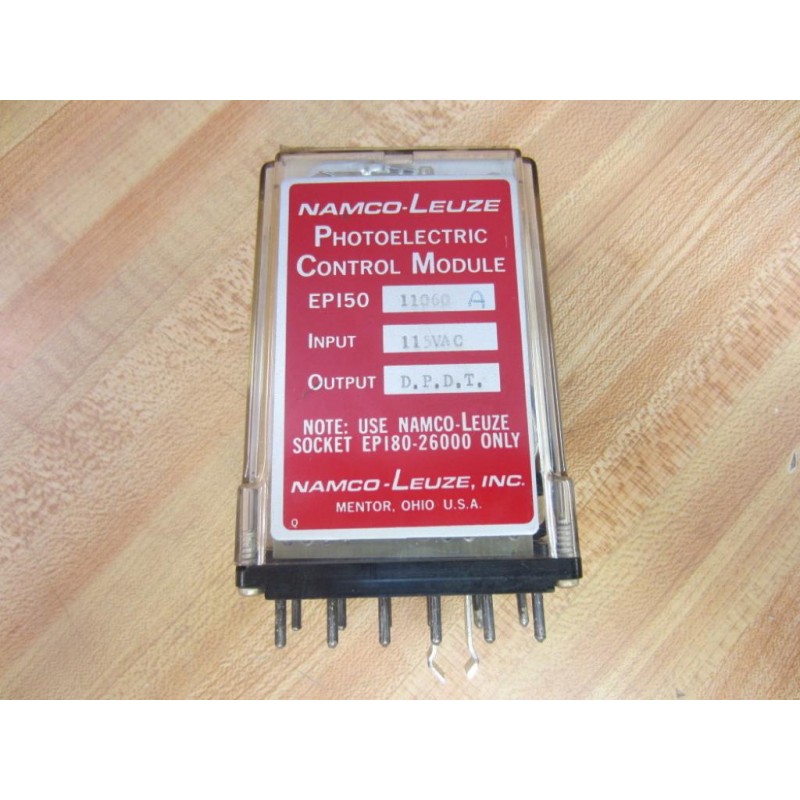 NAMCO-LEUZE
PHOTOELECTRIC
CONTROL MODULE
EP150 11060 A
INPUT 115VAC
OUTPUT D.P.D.T.
NOTE: USE NAMCO-LEUZE
SOCKET EP180-26000 ONLY
NAMCO-LEUZE, INC.
MENTOR, OHIO U.S.A.
Q